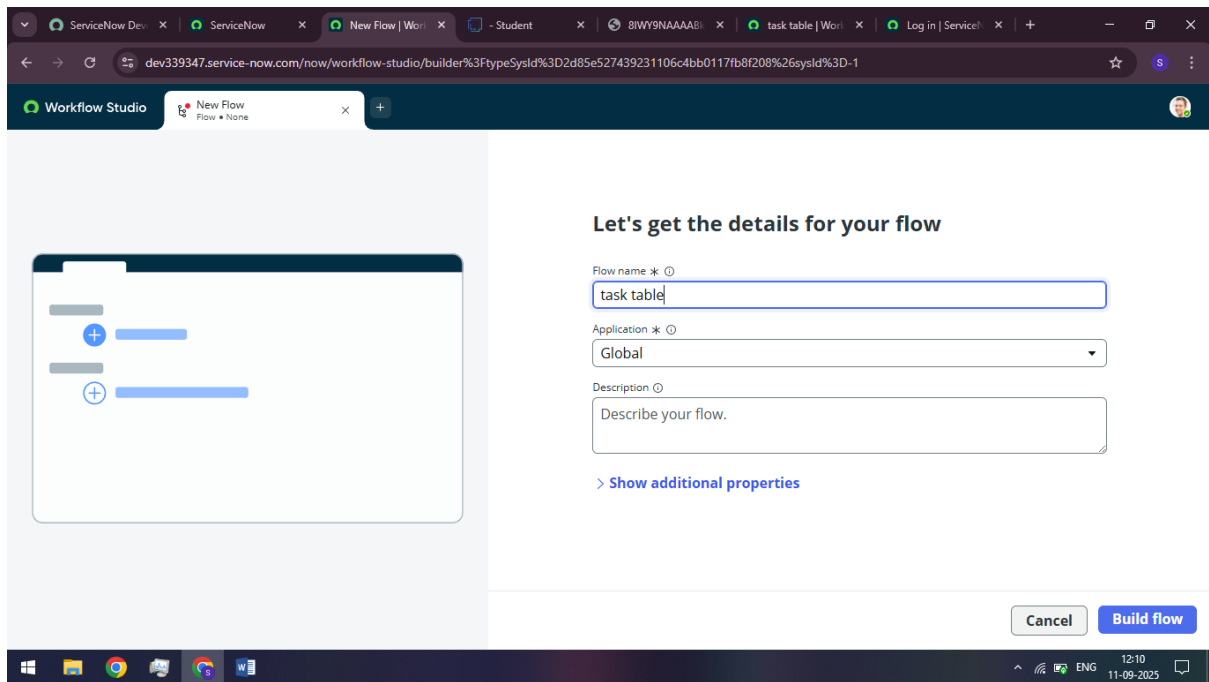 ServiceNow Dev
ServiceNow
New Flow | Wor
- Student
8IWY9NAAAABk
task table | Work
Log in | ServiceN
dev339347.service-now.com/now/workflow-studio/builder%3FtypeSysId%3D2d85e527439231106c4bb0117fb8f208%26sysId%3D-1
S
Workflow Studio
New Flow
Flow • None
Let's get the details for your flow
Flow name
task table
Application
Global
Description
Describe your flow.
Show additional properties
Cancel
Build flow
S
W
ENG
12:10
11-09-2025